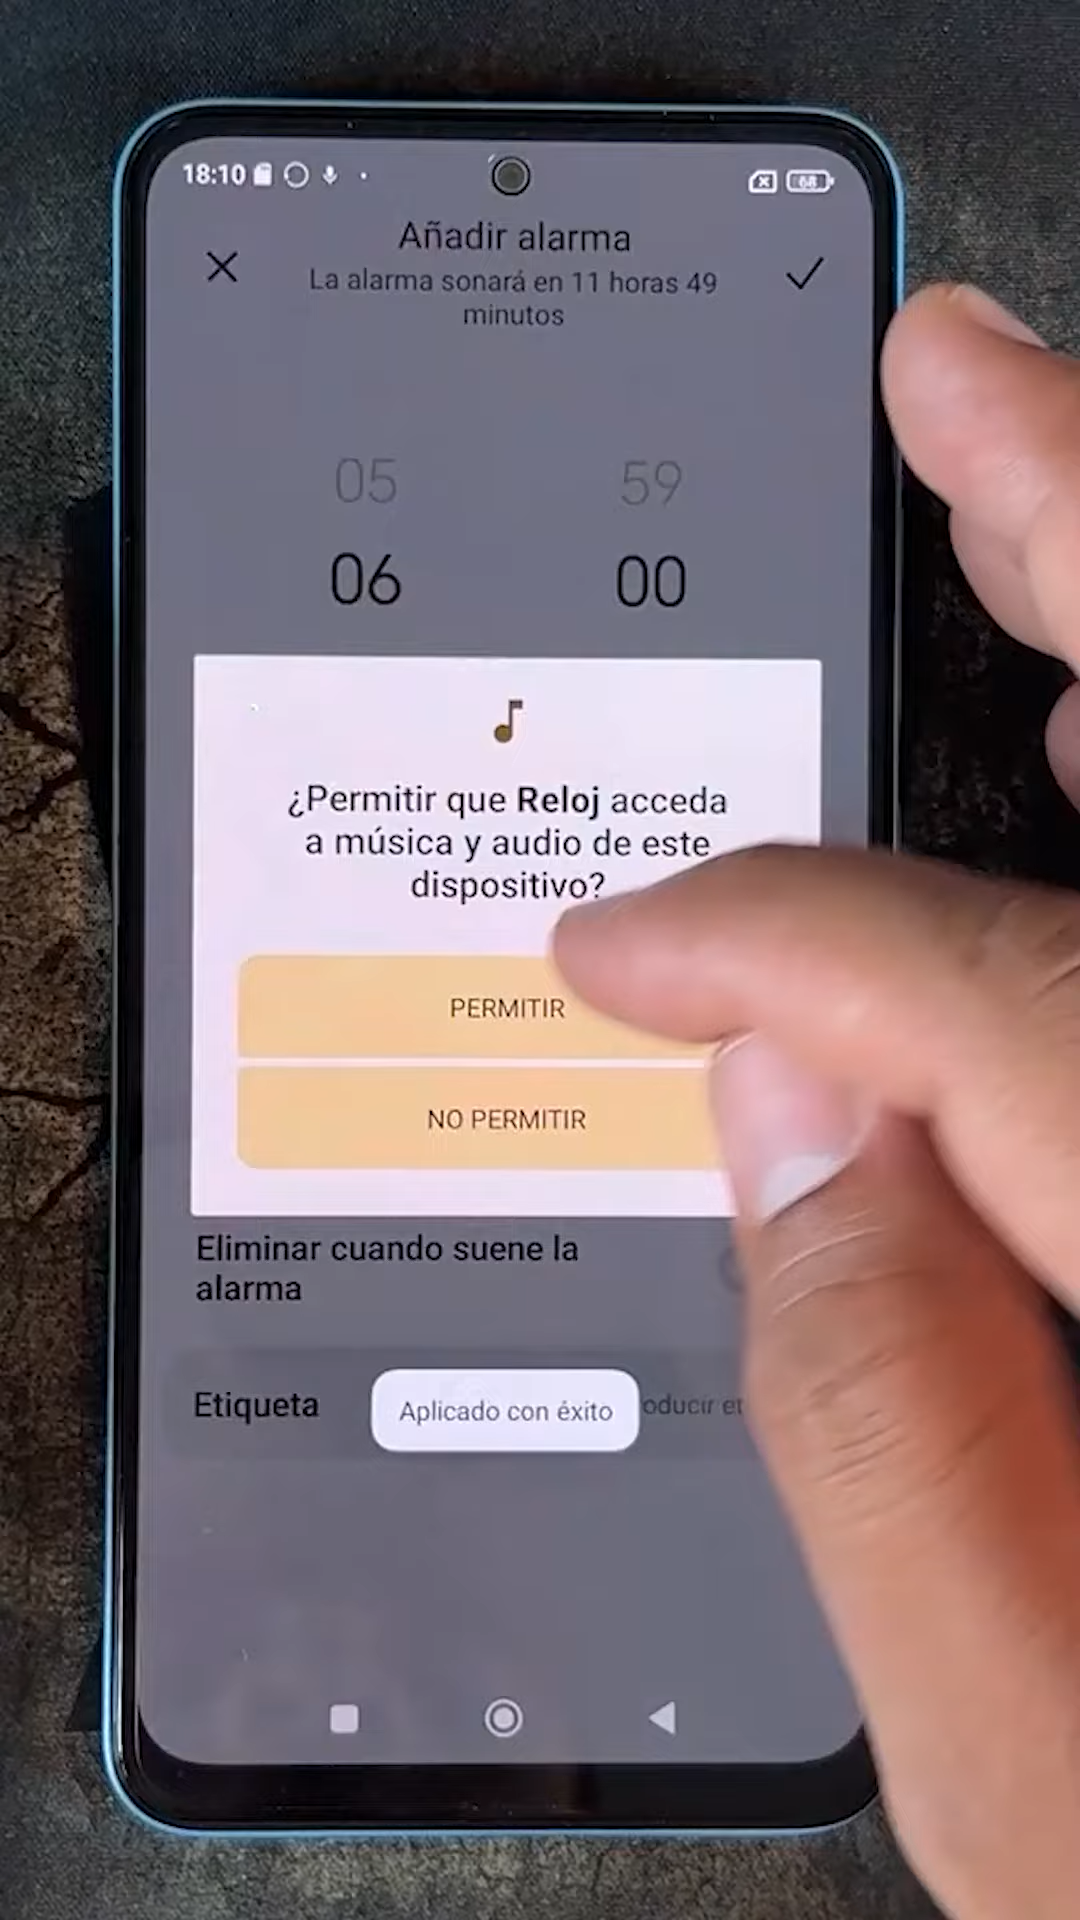 18:10
68
Añadir alarma
La alarma sonará en 11 horas 49
minutos
05 59
06 00
¿Permitir que Reloj acceda
a música y audio de este
dispositivo?
PERMITIR
NO PERMITIR
Eliminar cuando suene la
alarma
Etiqueta
Aplicado con éxito